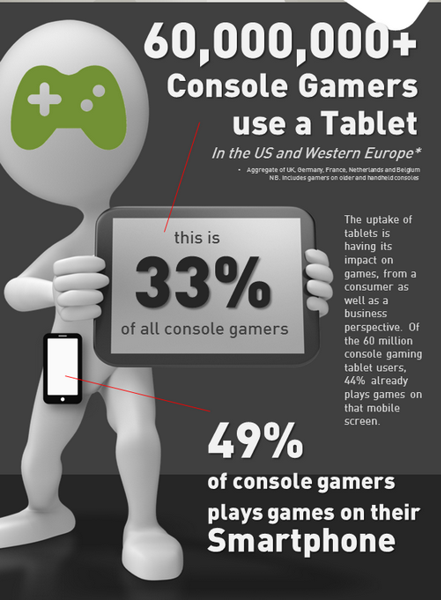 60,000,000+
Console Gamers
use a Tablet
In the US and Western Europe*
- Aggregate of UK, Germany, France, Netherlands and Belgium
NB. Includes gamers on older and handheld consoles
this is
33%
of all console gamers
The uptake of
tablets is
having its
impact on
games, from a
consumer as
well as a
business
perspective. Of
the 60 million
console gaming
tablet users,
44% already
plays games on
that mobile
screen.
49%
of console gamers
plays games on their
Smartphone